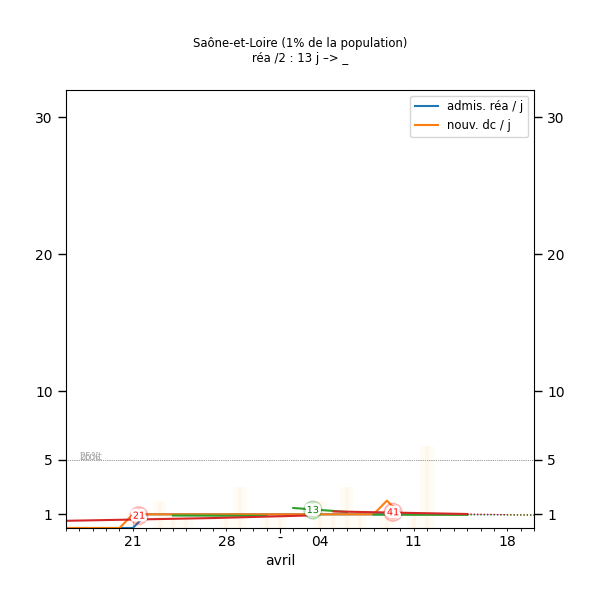 Saône-et-Loire (1% de la population)
réa /2 : 13 j –> _
admis. réa / j
nouv. dc / j
30 30
20 20
10 10
5 5
1 1
21 13 41
21 28 - 04 11 18
avril